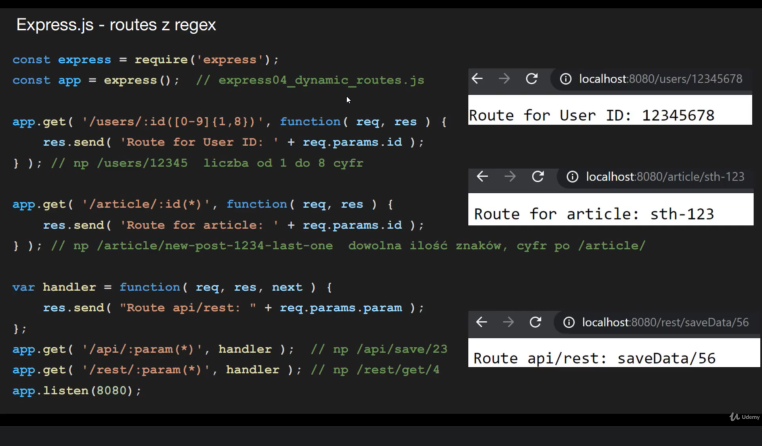 Express.js - routes z regex
const express = require('express');
const app = express();  // express04_dynamic_routes.js
app.get( '/users/:id([0-9]{1,8})', function( req, res ) {
    res.send( 'Route for User ID: ' + req.params.id );
} ); // np /users/12345  liczba od 1 do 8 cyfr
app.get( '/article/:id(*)', function( req, res ) {
    res.send( 'Route for article: ' + req.params.id );
} ); // np /article/new-post-1234-last-one  dowolna ilość znaków, cyfr po /article/
var handler = function( req, res, next ) {
    res.send( "Route api/rest: " + req.params.param );
};
app.get( '/api/:param(*)', handler );  // np /api/save/23
app.get( '/rest/:param(*)', handler ); // np /rest/get/4
app.listen(8080);
localhost:8080/users/12345678
Route for User ID: 12345678
localhost:8080/article/sth-123
Route for article: sth-123
localhost:8080/rest/saveData/56
Route api/rest: saveData/56
Udemy